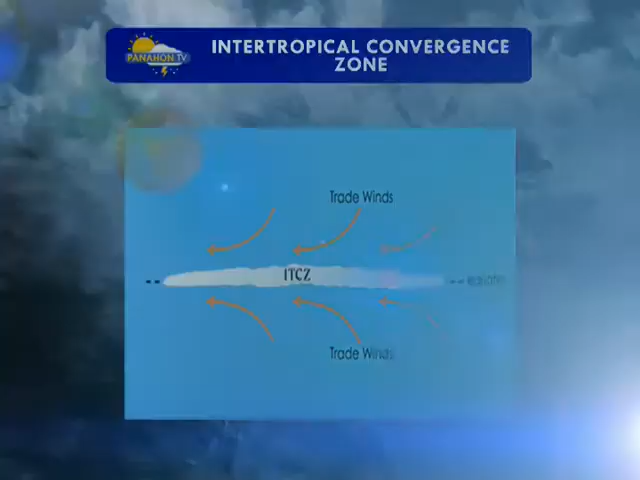 INTERTROPICAL CONVERGENCE
ZONE
PANAHON TV
Trade Winds
ITCZ
Trade Winds